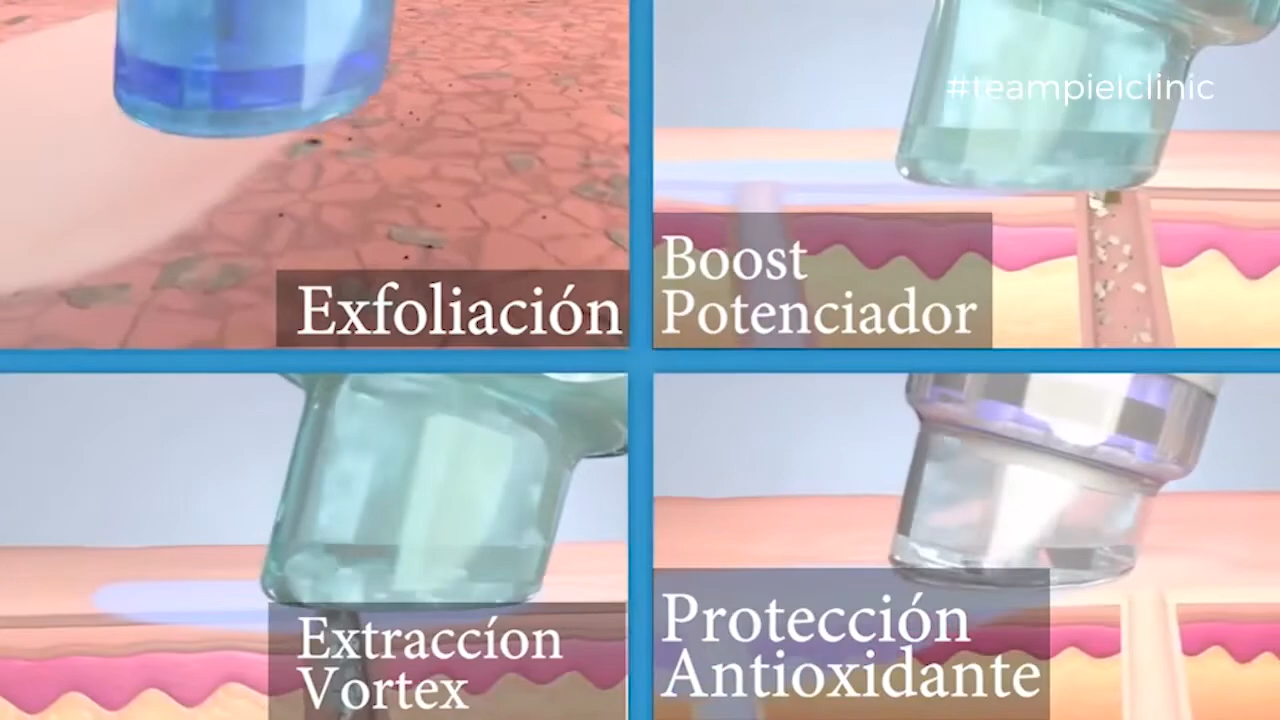 #teampielclinic
Exfoliación
Boost
Potenciador
Extraccíon
Vortex
Protección
Antioxidante